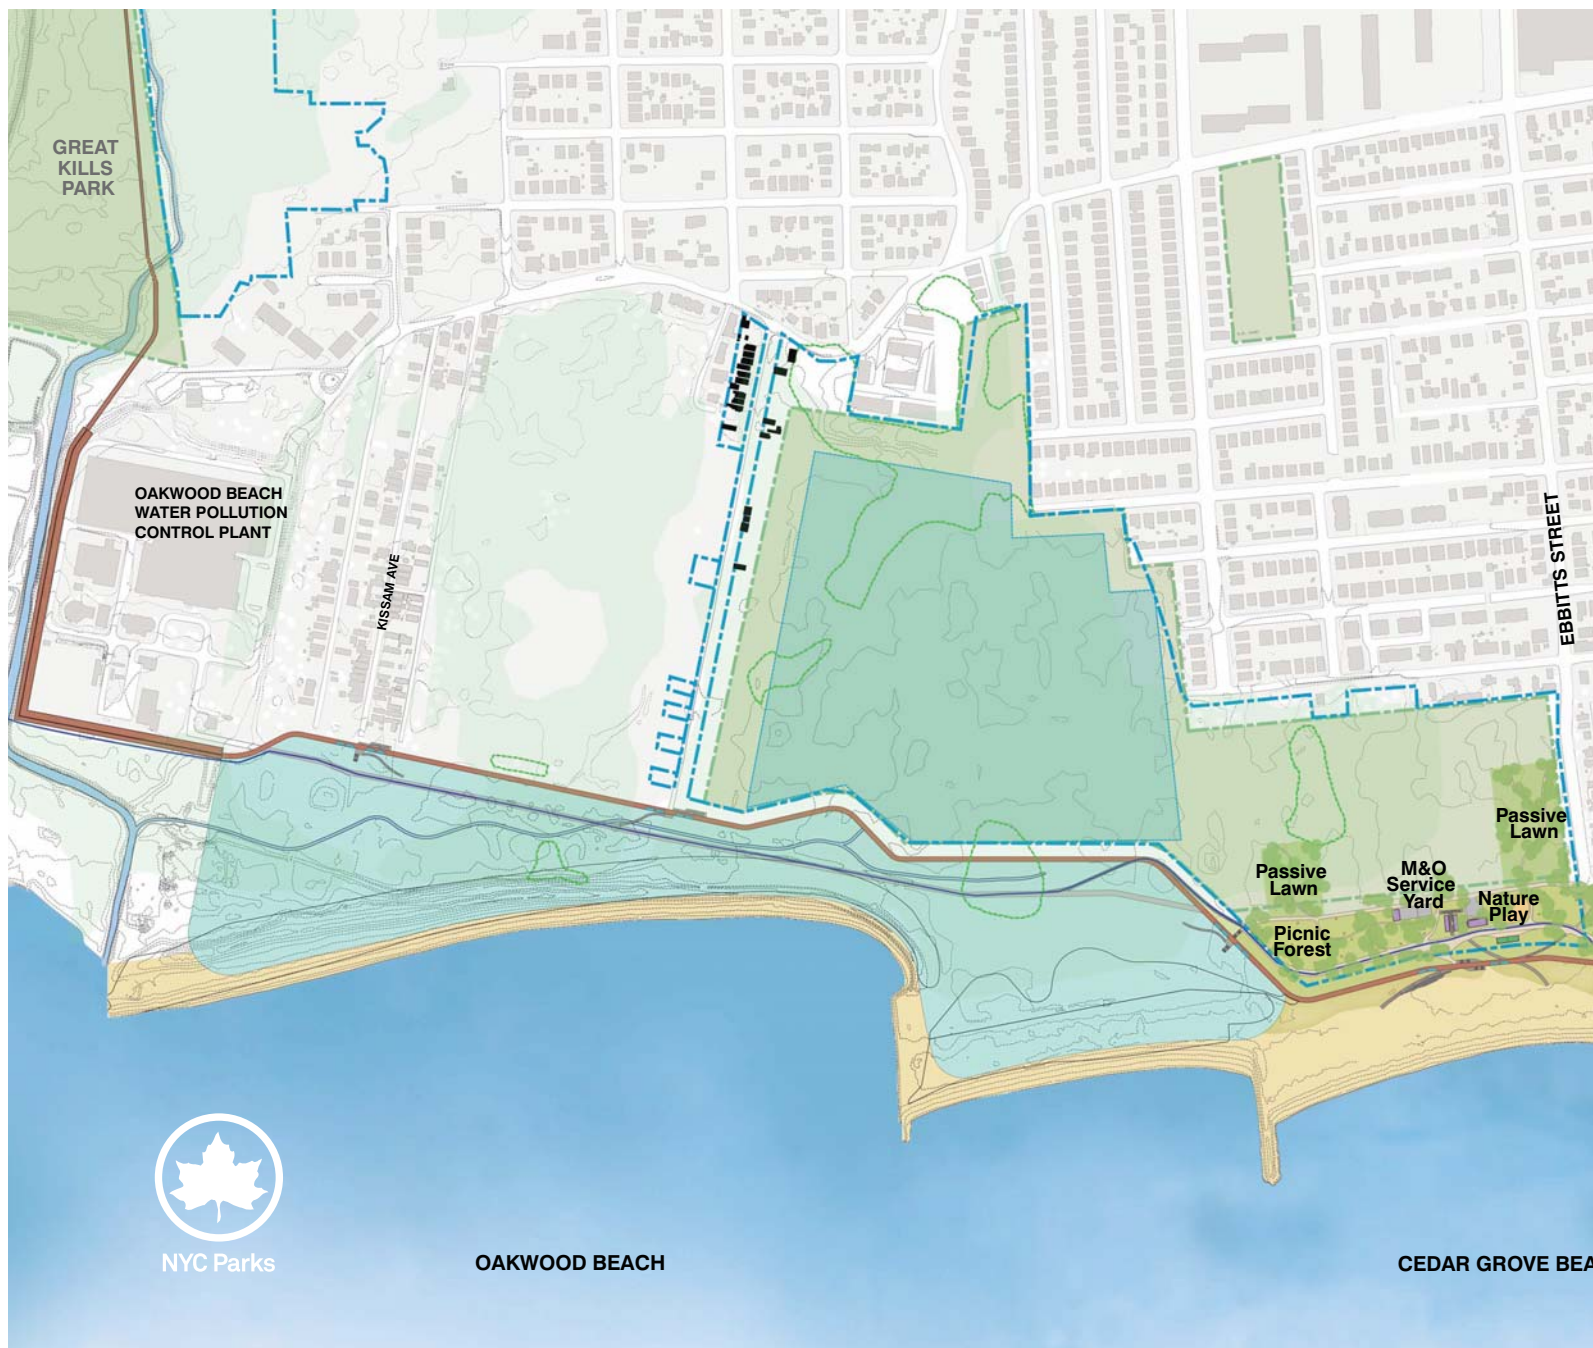 GREAT
KILLS
PARK
OAKWOOD BEACH
WATER POLLUTION
CONTROL PLANT
KISSAM AVE
EBBITTS STREET
Passive
Lawn
Passive
Lawn
M&O
Service
Yard
Nature
Play
Picnic
Forest
NYC Parks
OAKWOOD BEACH
CEDAR GROVE BEA